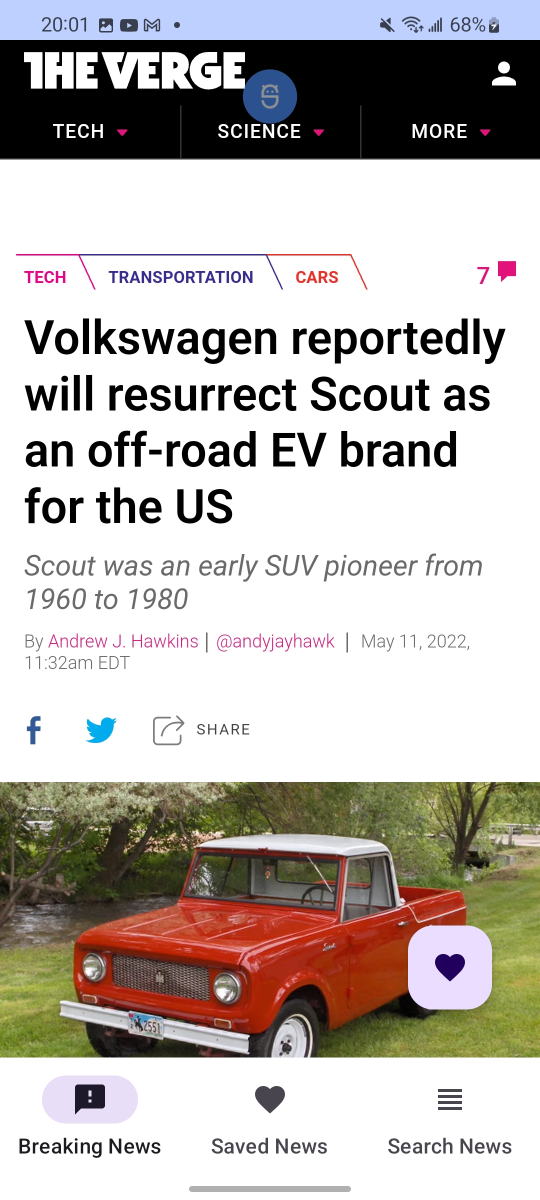 20:01 68%
THE VERGE
TECH SCIENCE MORE
TECH TRANSPORTATION CARS 7
Volkswagen reportedly
will resurrect Scout as
an off-road EV brand
for the US
Scout was an early SUV pioneer from
1960 to 1980
By Andrew J. Hawkins | @andyjayhawk | May 11, 2022,
11:32am EDT
SHARE
2551
Breaking News Saved News Search News